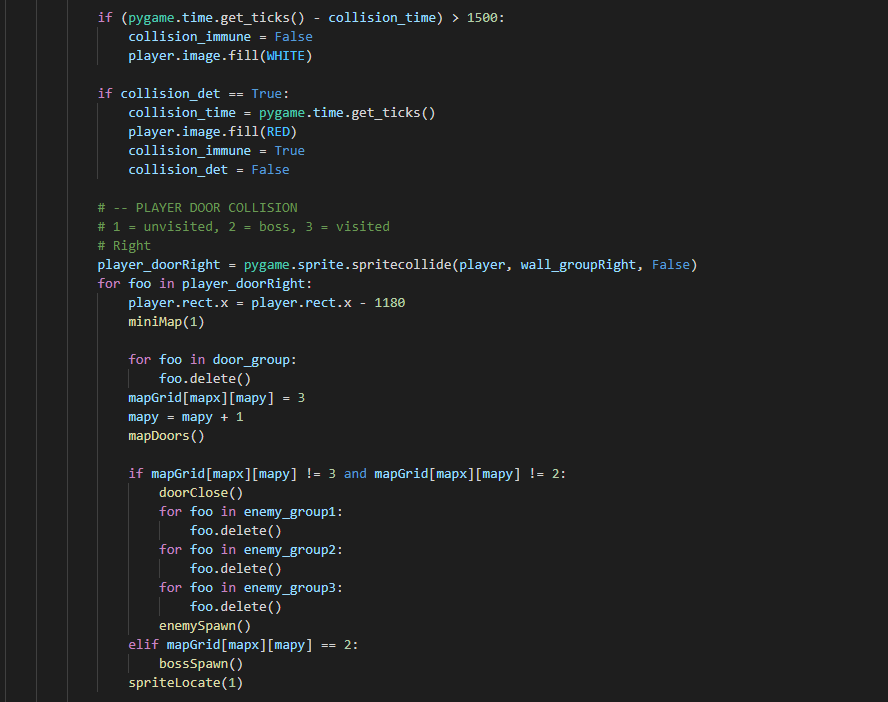 if (pygame.time.get_ticks() - collision_time) > 1500:
collision_immune = False
player.image.fill(WHITE)
if collision_det == True:
collision_time = pygame.time.get_ticks()
player.image.fill(RED)
collision_immune = True
collision_det = False
# -- PLAYER DOOR COLLISION
# 1 = unvisited, 2 = boss, 3 = visited
# Right
player_doorRight = pygame.sprite.spritecollide(player, wall_groupRight, False)
for foo in player_doorRight:
player.rect.x = player.rect.x - 1180
miniMap(1)
for foo in door_group:
foo.delete()
mapGrid[mapx][mapy] = 3
mapy = mapy + 1
mapDoors()
if mapGrid[mapx][mapy] != 3 and mapGrid[mapx][mapy] != 2:
doorClose()
for foo in enemy_group1:
foo.delete()
for foo in enemy_group2:
foo.delete()
for foo in enemy_group3:
foo.delete()
enemySpawn()
elif mapGrid[mapx][mapy] == 2:
bossSpawn()
spriteLocate(1)